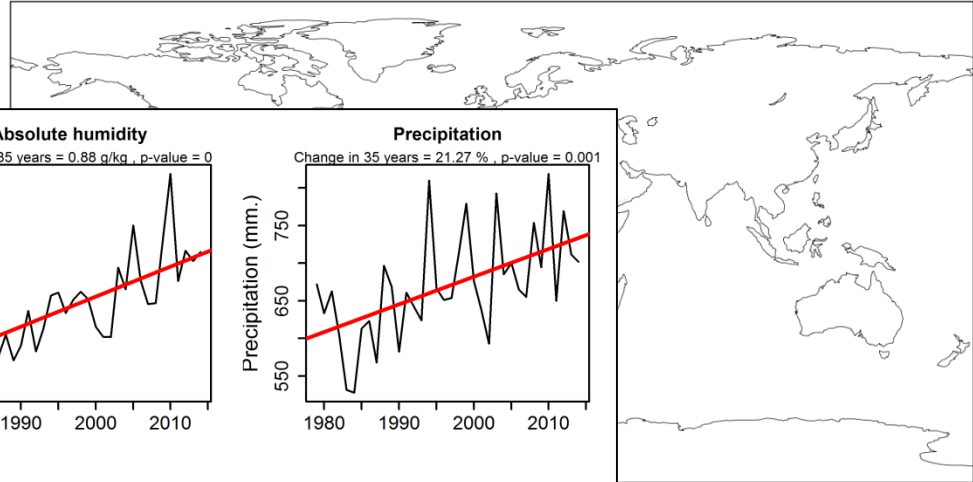 Absolute humidity
35 years = 0.88 g/kg , p-value = 0
1990
2000
2010
Precipitation
Change in 35 years = 21.27 % , p-value = 0.001
Precipitation (mm.)
750
650
550
1980
1990
2000
2010